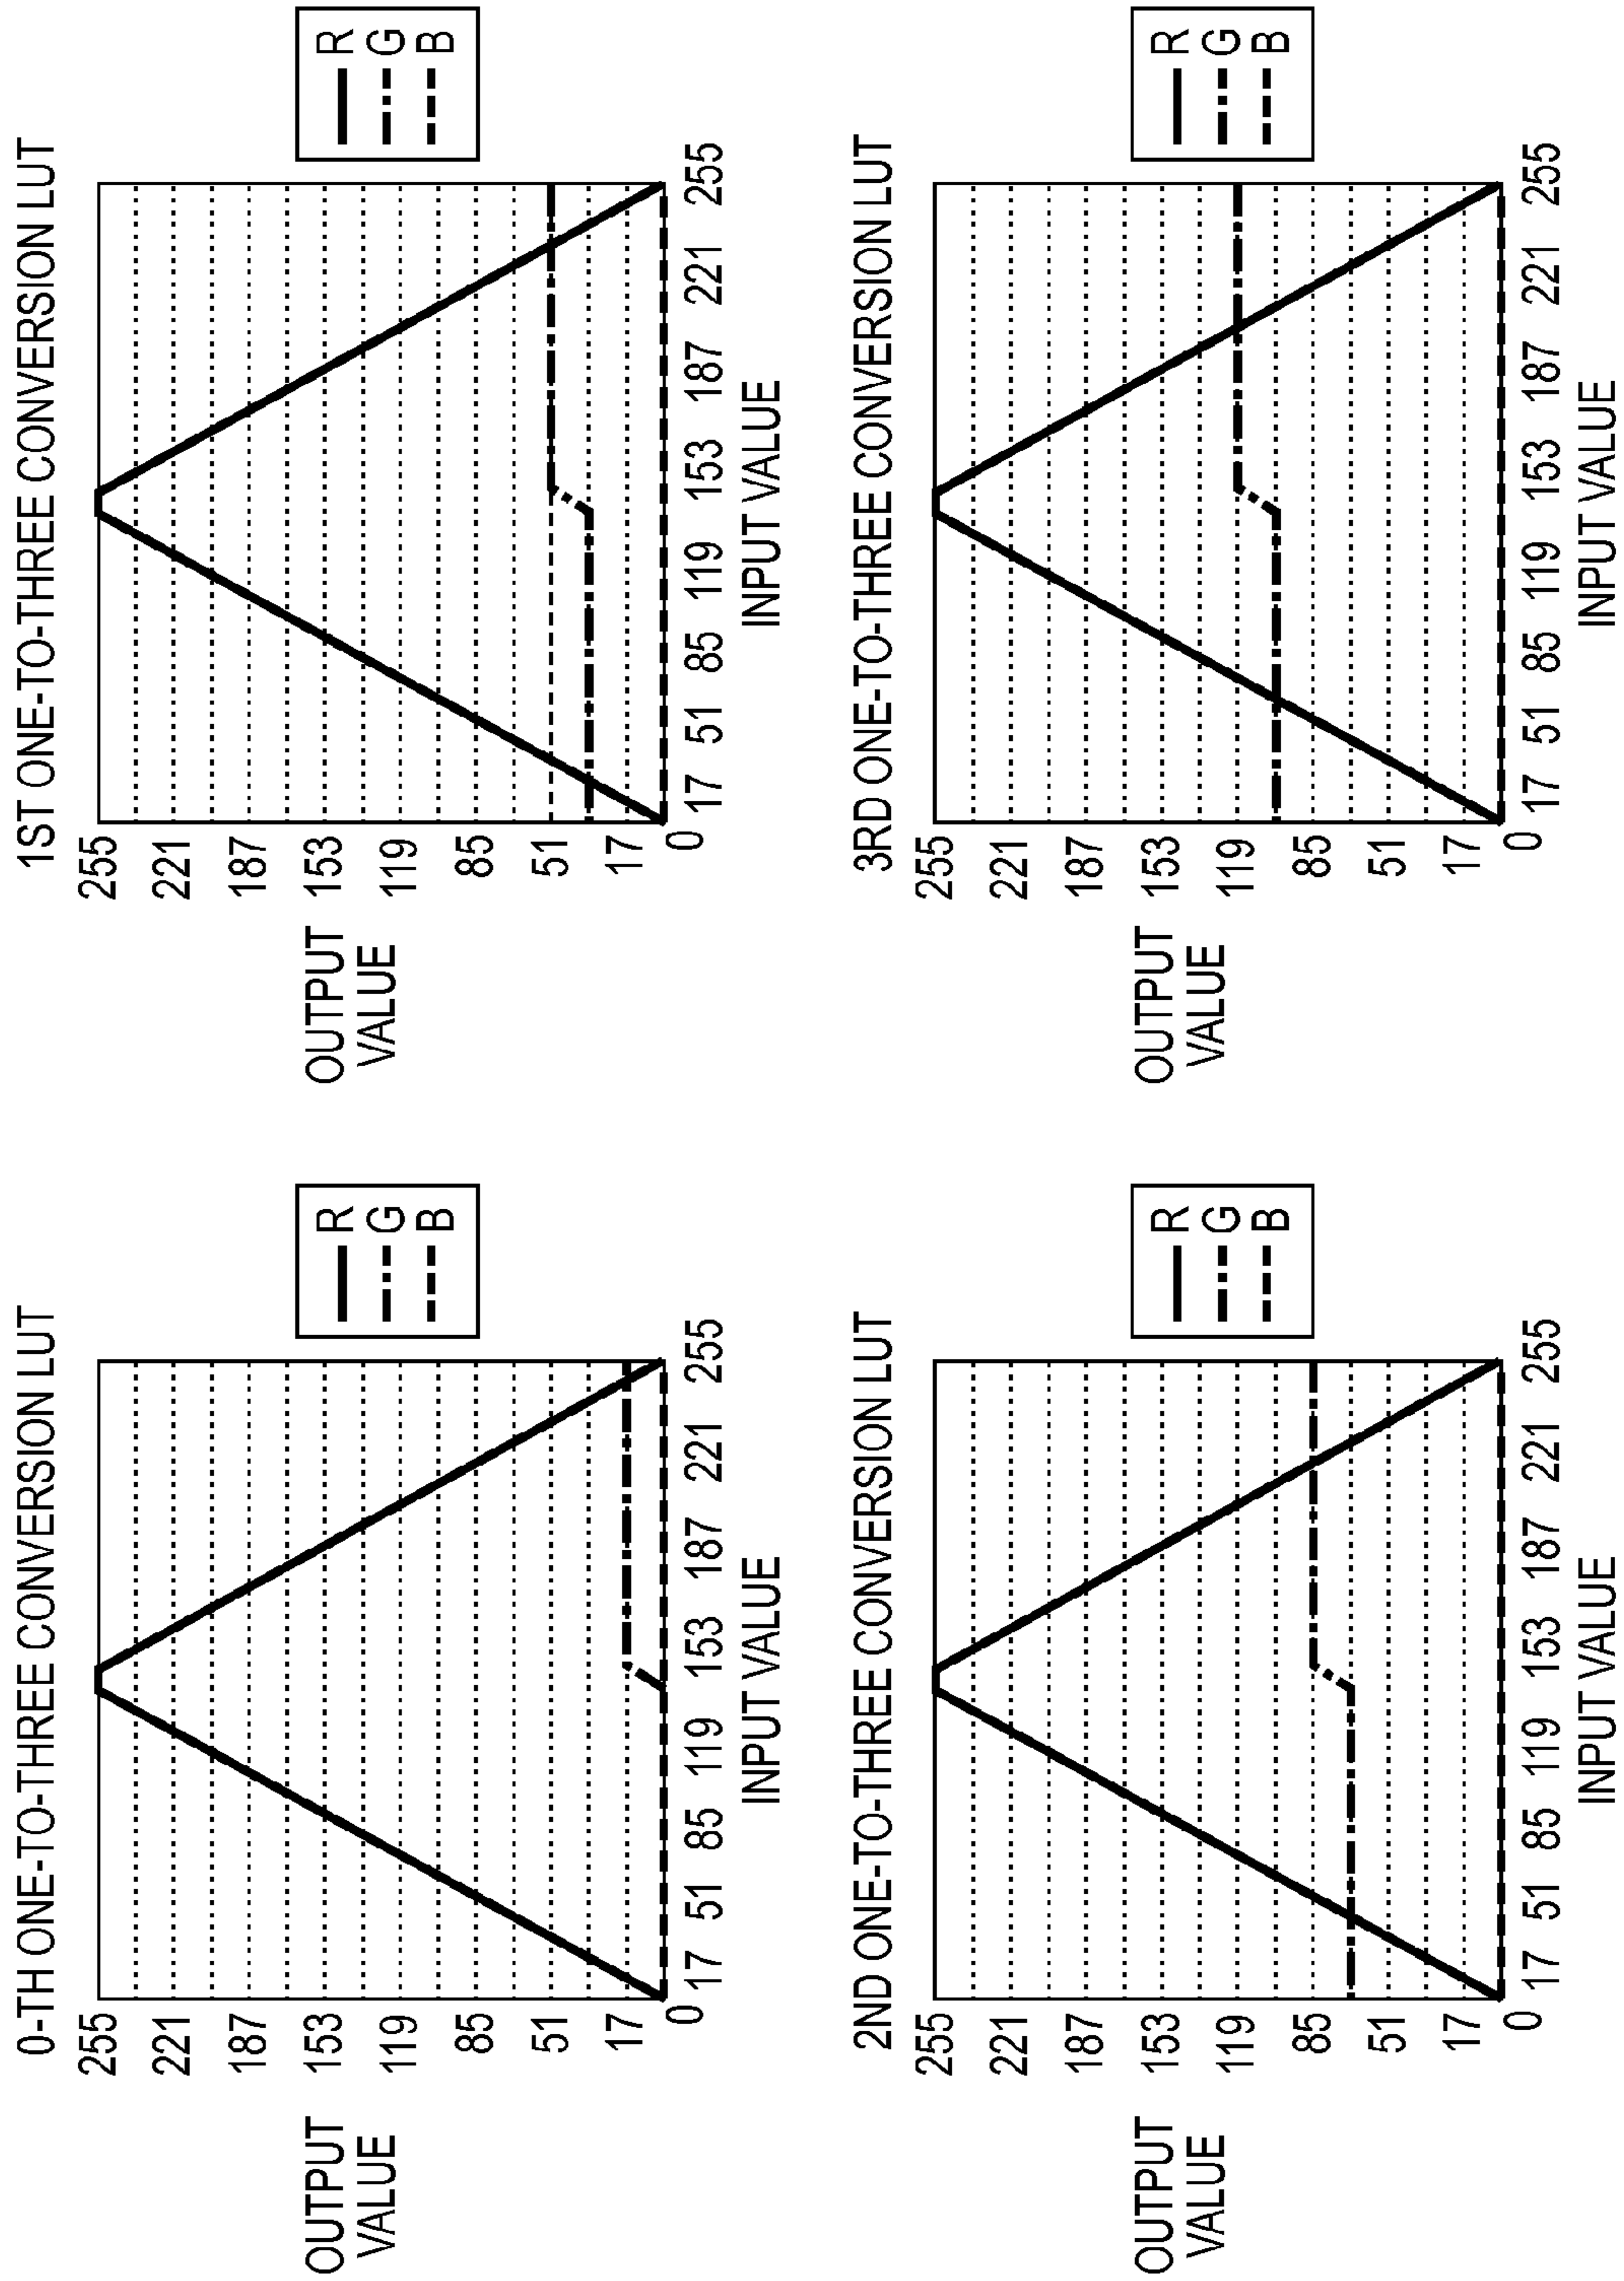 0-TH ONE-TO-THREE CONVERSION LUT
OUTPUT
VALUE
255
221
187
153
119
85
51
17
0
17 51 85 119 153 187 221 255
INPUT VALUE
R
G
B
1ST ONE-TO-THREE CONVERSION LUT
OUTPUT
VALUE
255
221
187
153
119
85
51
17
0
17 51 85 119 153 187 221 255
INPUT VALUE
R
G
B
2ND ONE-TO-THREE CONVERSION LUT
OUTPUT
VALUE
255
221
187
153
119
85
51
17
0
17 51 85 119 153 187 221 255
INPUT VALUE
R
G
B
3RD ONE-TO-THREE CONVERSION LUT
OUTPUT
VALUE
255
221
187
153
119
85
51
17
0
17 51 85 119 153 187 221 255
INPUT VALUE
R
G
B